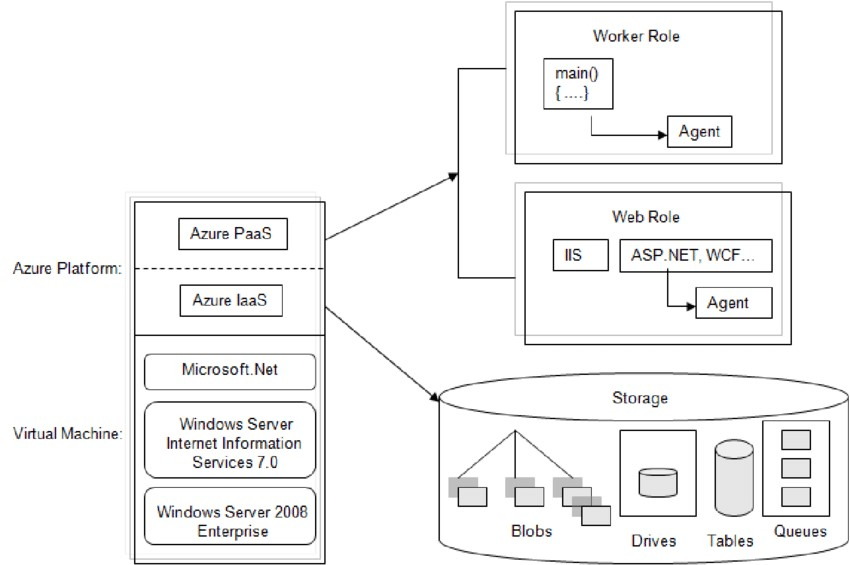 Worker Role
main()
{ ....}
Agent
Web Role
IIS
ASP.NET, WCF...
Agent
Azure Platform:
Azure PaaS
Azure IaaS
Virtual Machine:
Microsoft.Net
Windows Server
Internet Information
Services 7.0
Windows Server 2008
Enterprise
Storage
Blobs
Drives
Tables
Queues